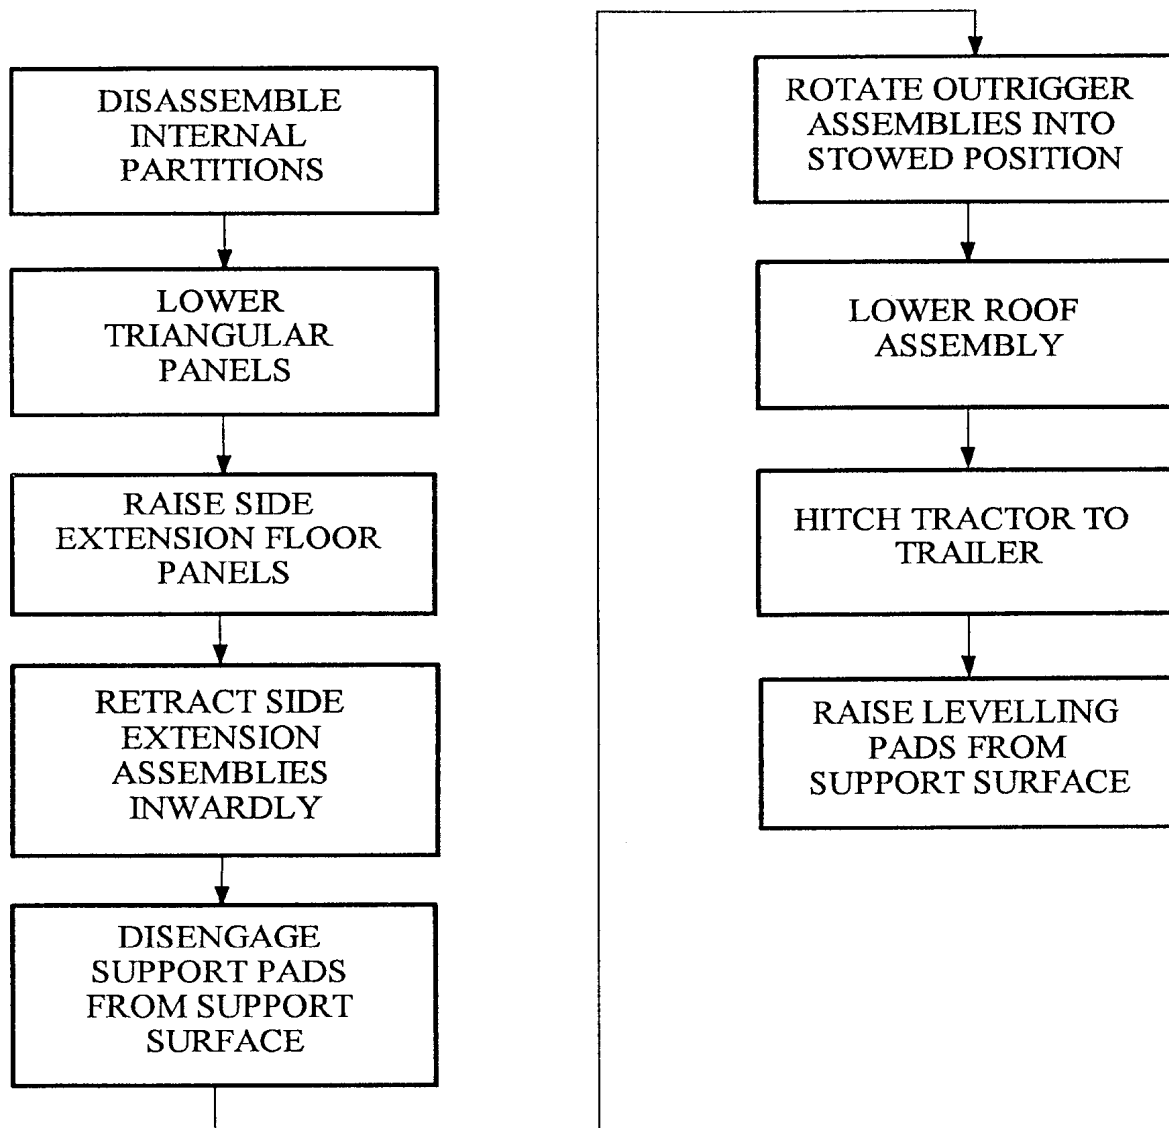 DISASSEMBLE
INTERNAL
PARTITIONS
LOWER
TRIANGULAR
PANELS
RAISE SIDE
EXTENSION FLOOR
PANELS
RETRACT SIDE
EXTENSION
ASSEMBLIES
INWARDLY
DISENGAGE
SUPPORT PADS
FROM SUPPORT
SURFACE
ROTATE OUTRIGGER
ASSEMBLIES INTO
STOWED POSITION
LOWER ROOF
ASSEMBLY
HITCH TRACTOR TO
TRAILER
RAISE LEVELLING
PADS FROM
SUPPORT SURFACE